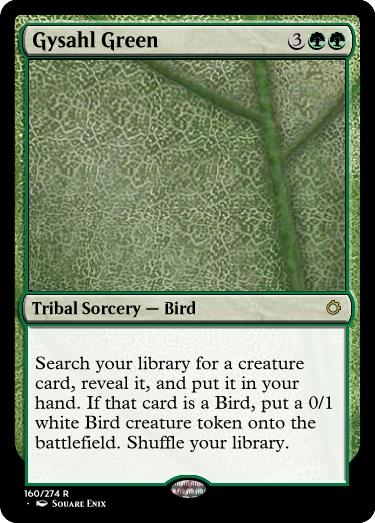 Gysahl Green 3
Tribal Sorcery — Bird
Search your library for a creature
card, reveal it, and put it in your
hand. If that card is a Bird, put a 0/1
white Bird creature token onto the
battlefield. Shuffle your library.
160/274 R
· Square Enix